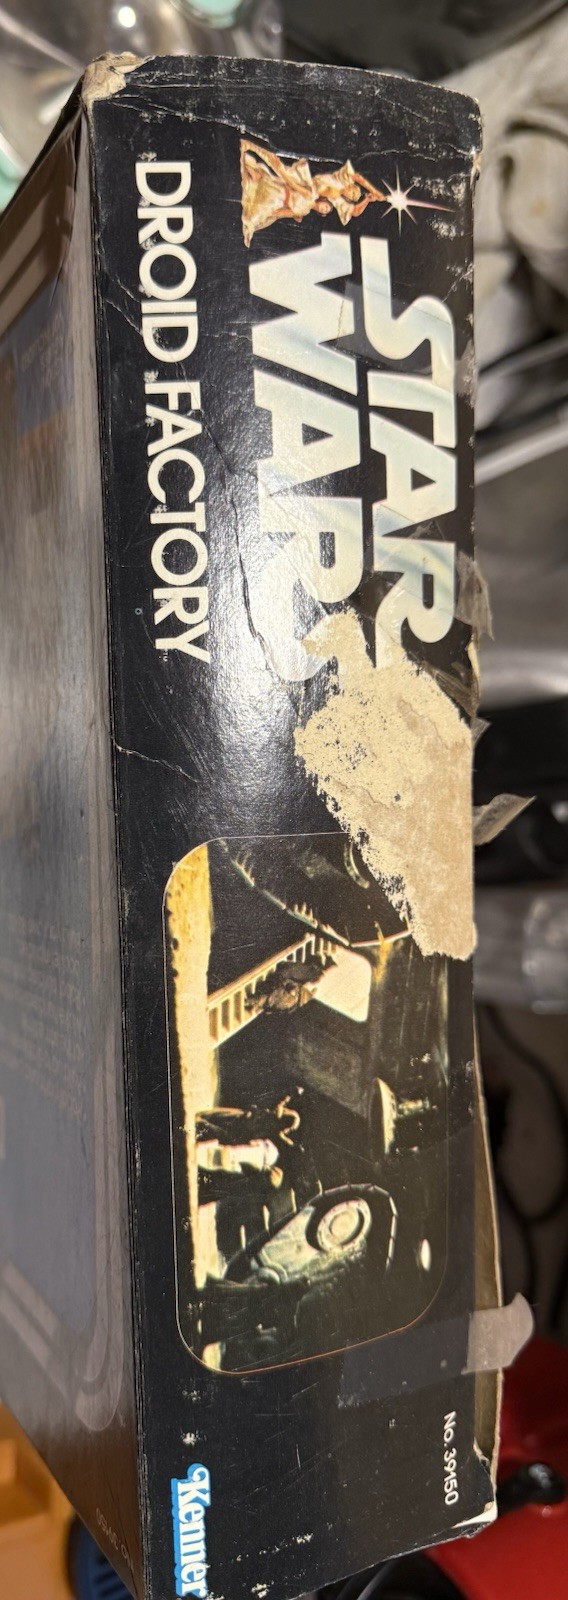 STAR
WARS
DROID FACTORY
No. 39150
Kenner